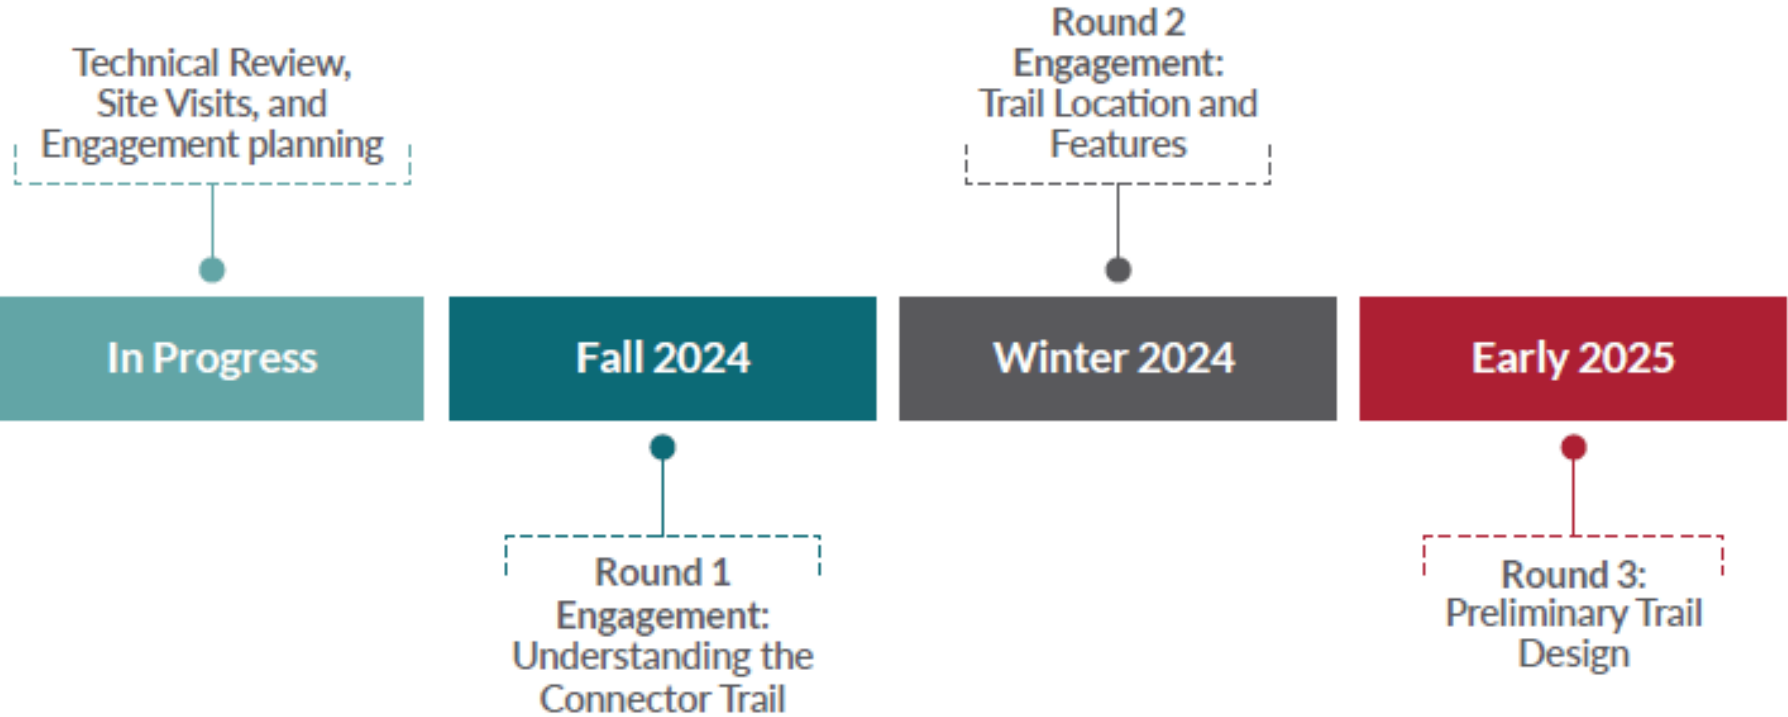 Technical Review,
Site Visits, and
Engagement planning
Round 2
Engagement:
Trail Location and
Features
In Progress
Fall 2024
Winter 2024
Early 2025
Round 1
Engagement:
Understanding the
Connector Trail
Round 3:
Preliminary Trail
Design